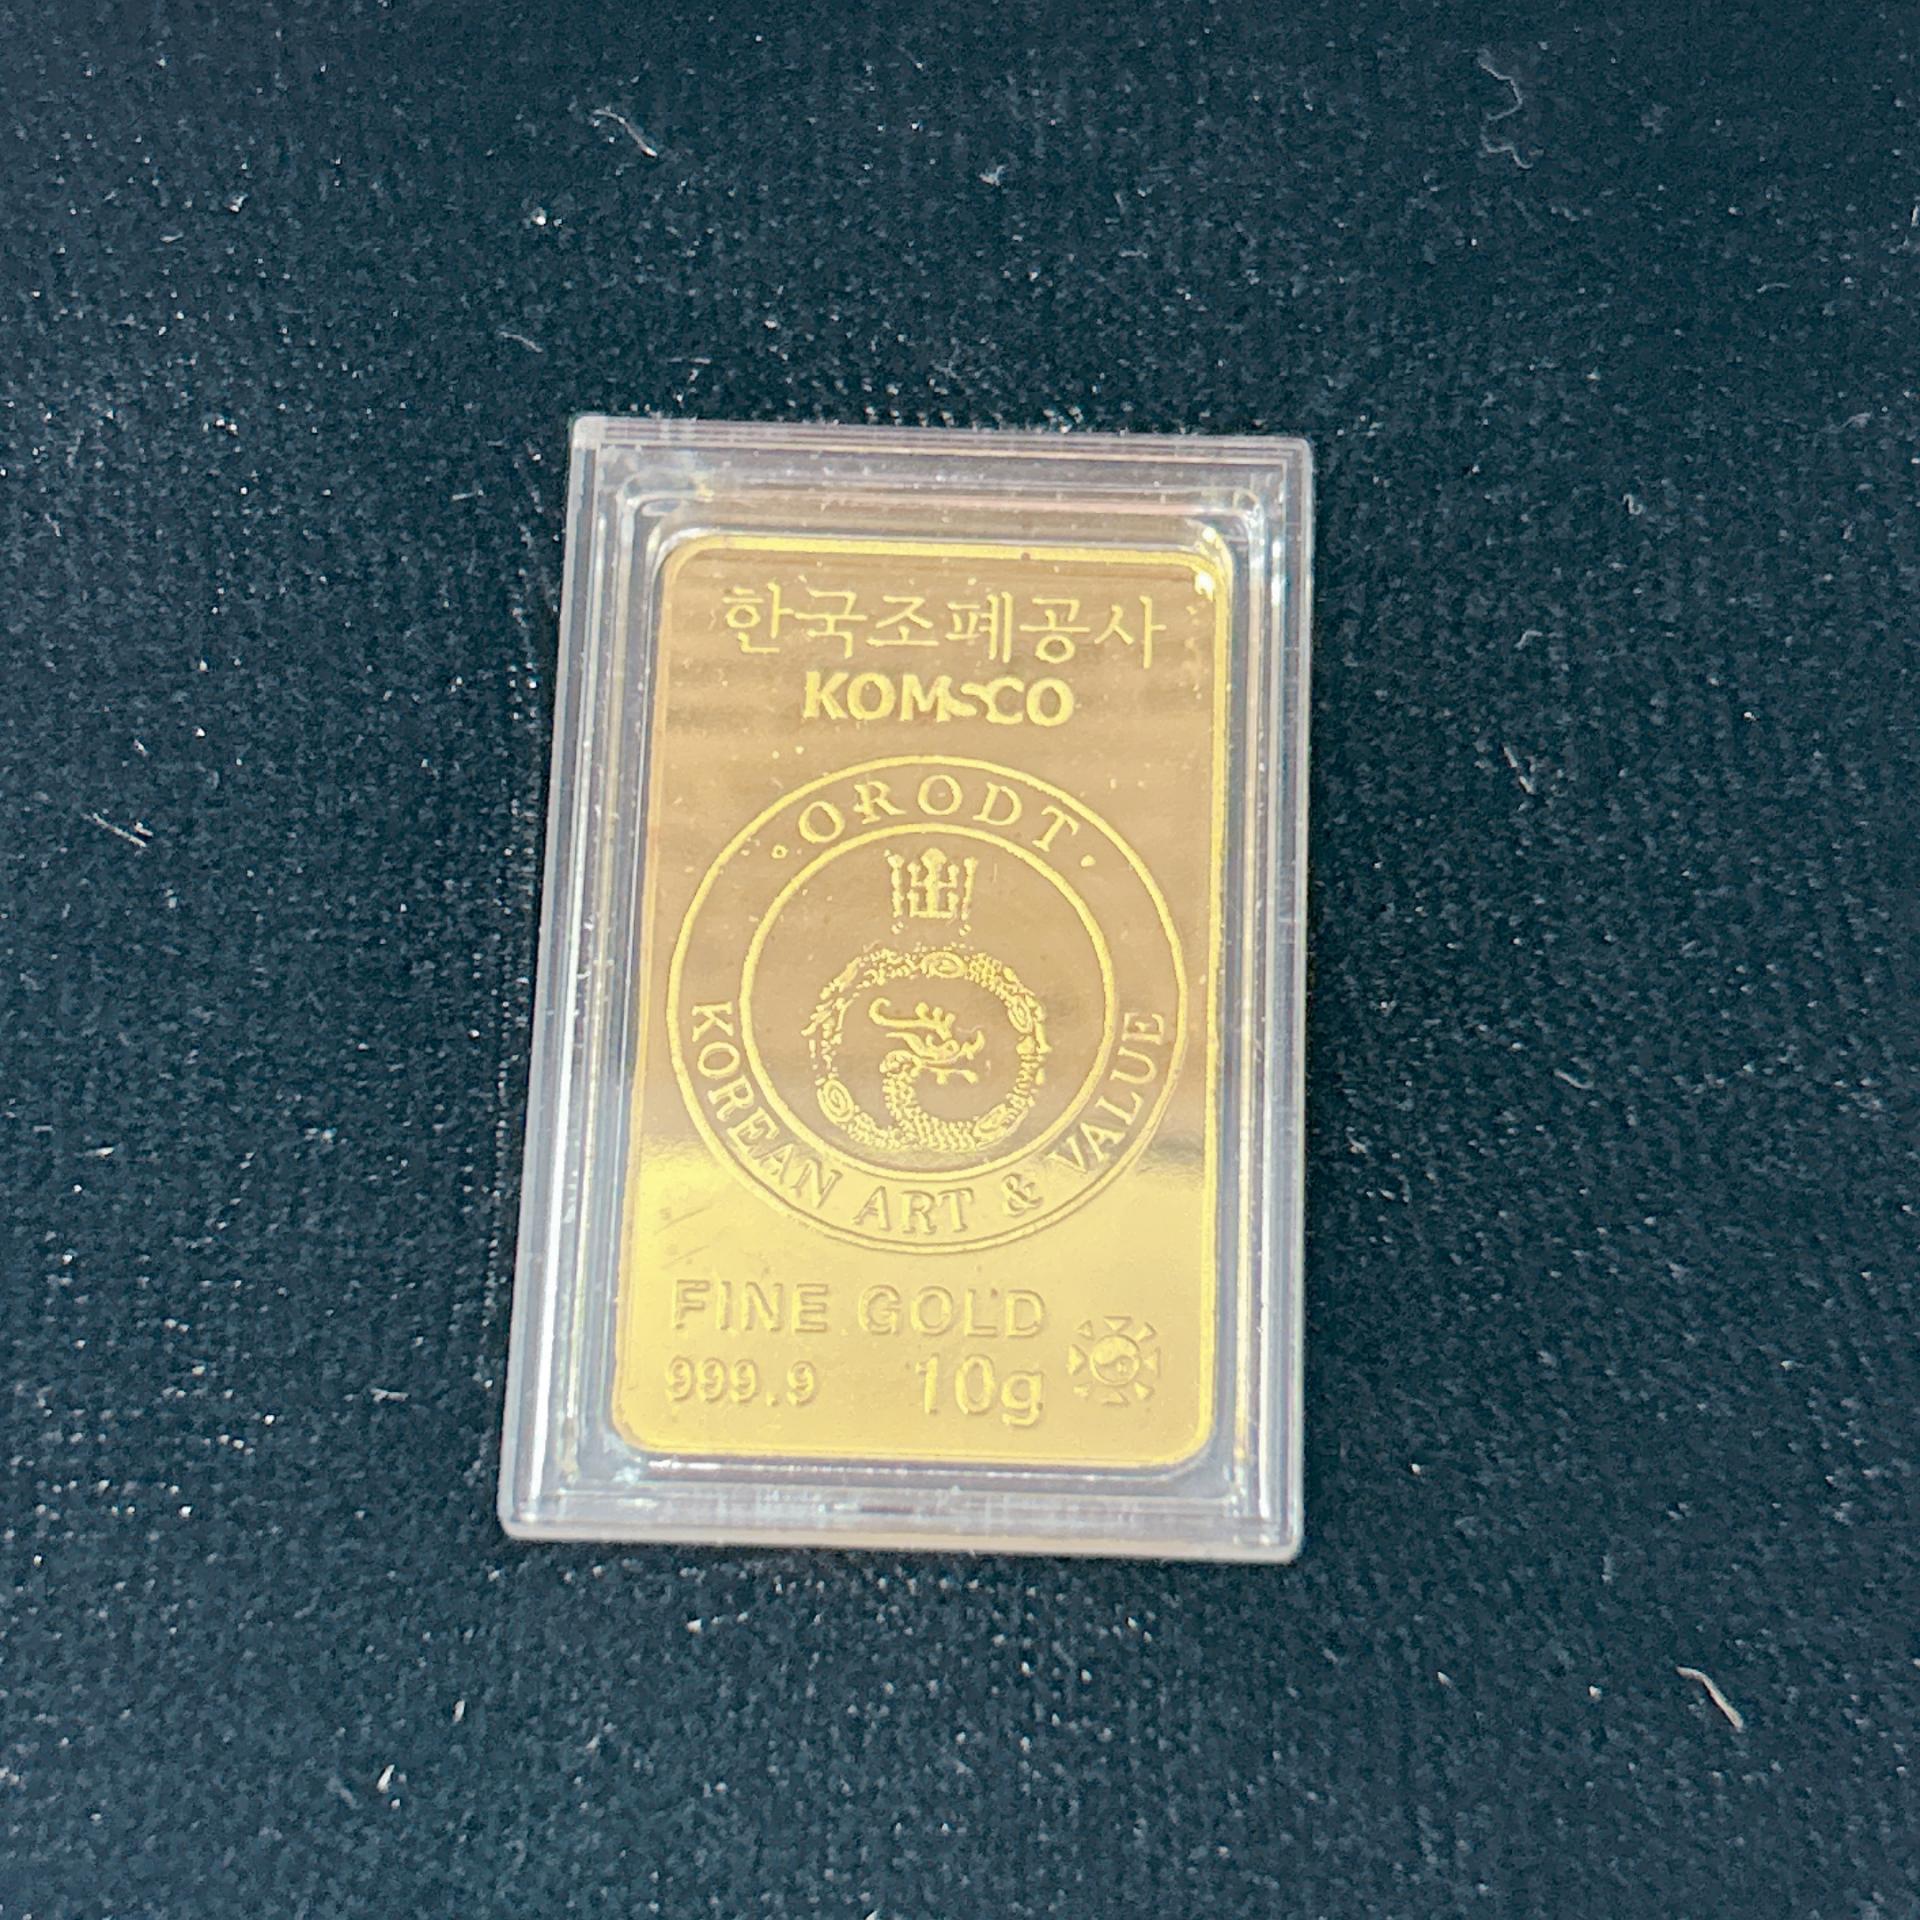 한국조폐공사
KOMSCO
·ORODT·
KOREAN ART & VALUE
FINE GOLD
999.9 10g